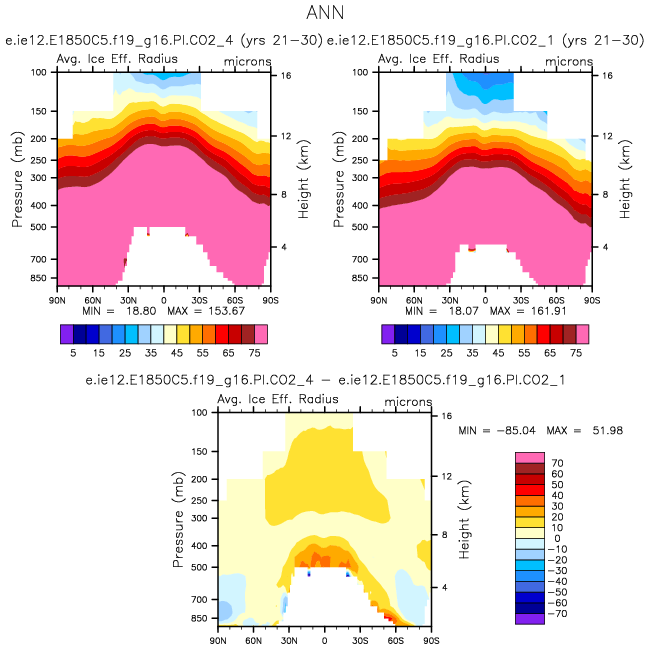 ANN
e.ie12.E1850C5.f19_g16.PI.CO2_4 (yrs 21-30) e.ie12.E1850C5.f19_g16.PI.CO2_1 (yrs 21-30)
Avg. Ice Eff. Radius microns Avg. Ice Eff. Radius microns
100 16 100 16
150 150
12 12
200 200
250 250
300 300
8 8
400 400
500 500
4 4
700 700
850 850
Pressure (mb) Height (km) Pressure (mb) Height (km)
90N 60N 30N 0 30S 60S 90S 90N 60N 30N 0 30S 60S 90S
MIN = 18.80 MAX = 153.67 MIN = 18.07 MAX = 161.91
5 15 25 35 45 55 65 75 5 15 25 35 45 55 65 75
e.ie12.E1850C5.f19_g16.PI.CO2_4 - e.ie12.E1850C5.f19_g16.PI.CO2_1
Avg. Ice Eff. Radius microns
100 16
150
12
200
250
300
8
400
500
4
700
850
Pressure (mb) Height (km)
90N 60N 30N 0 30S 60S 90S
MIN = -85.04 MAX = 51.98
70
60
50
40
30
20
10
0
-10
-20
-30
-40
-50
-60
-70